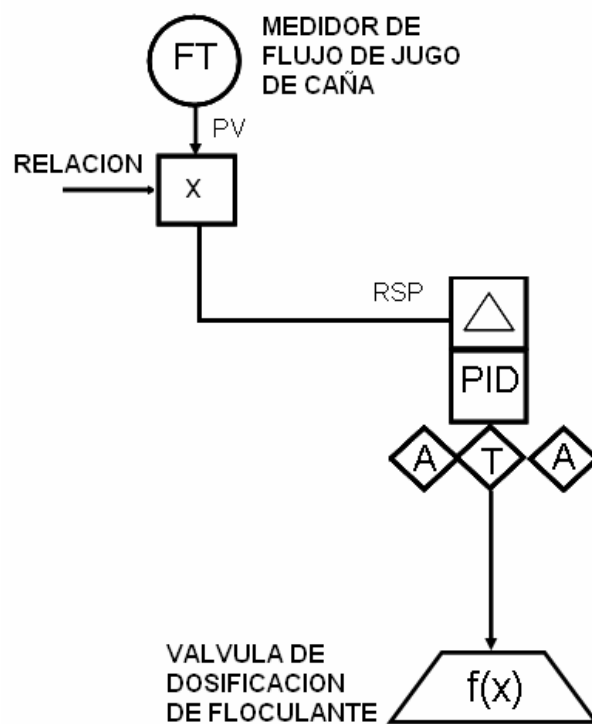 FT
MEDIDOR DE
FLUJO DE JUGO
DE CAÑA
PV
RELACION
X
RSP
PID
A
T
A
VALVULA DE
DOSIFICACION
DE FLOCULANTE
f(x)